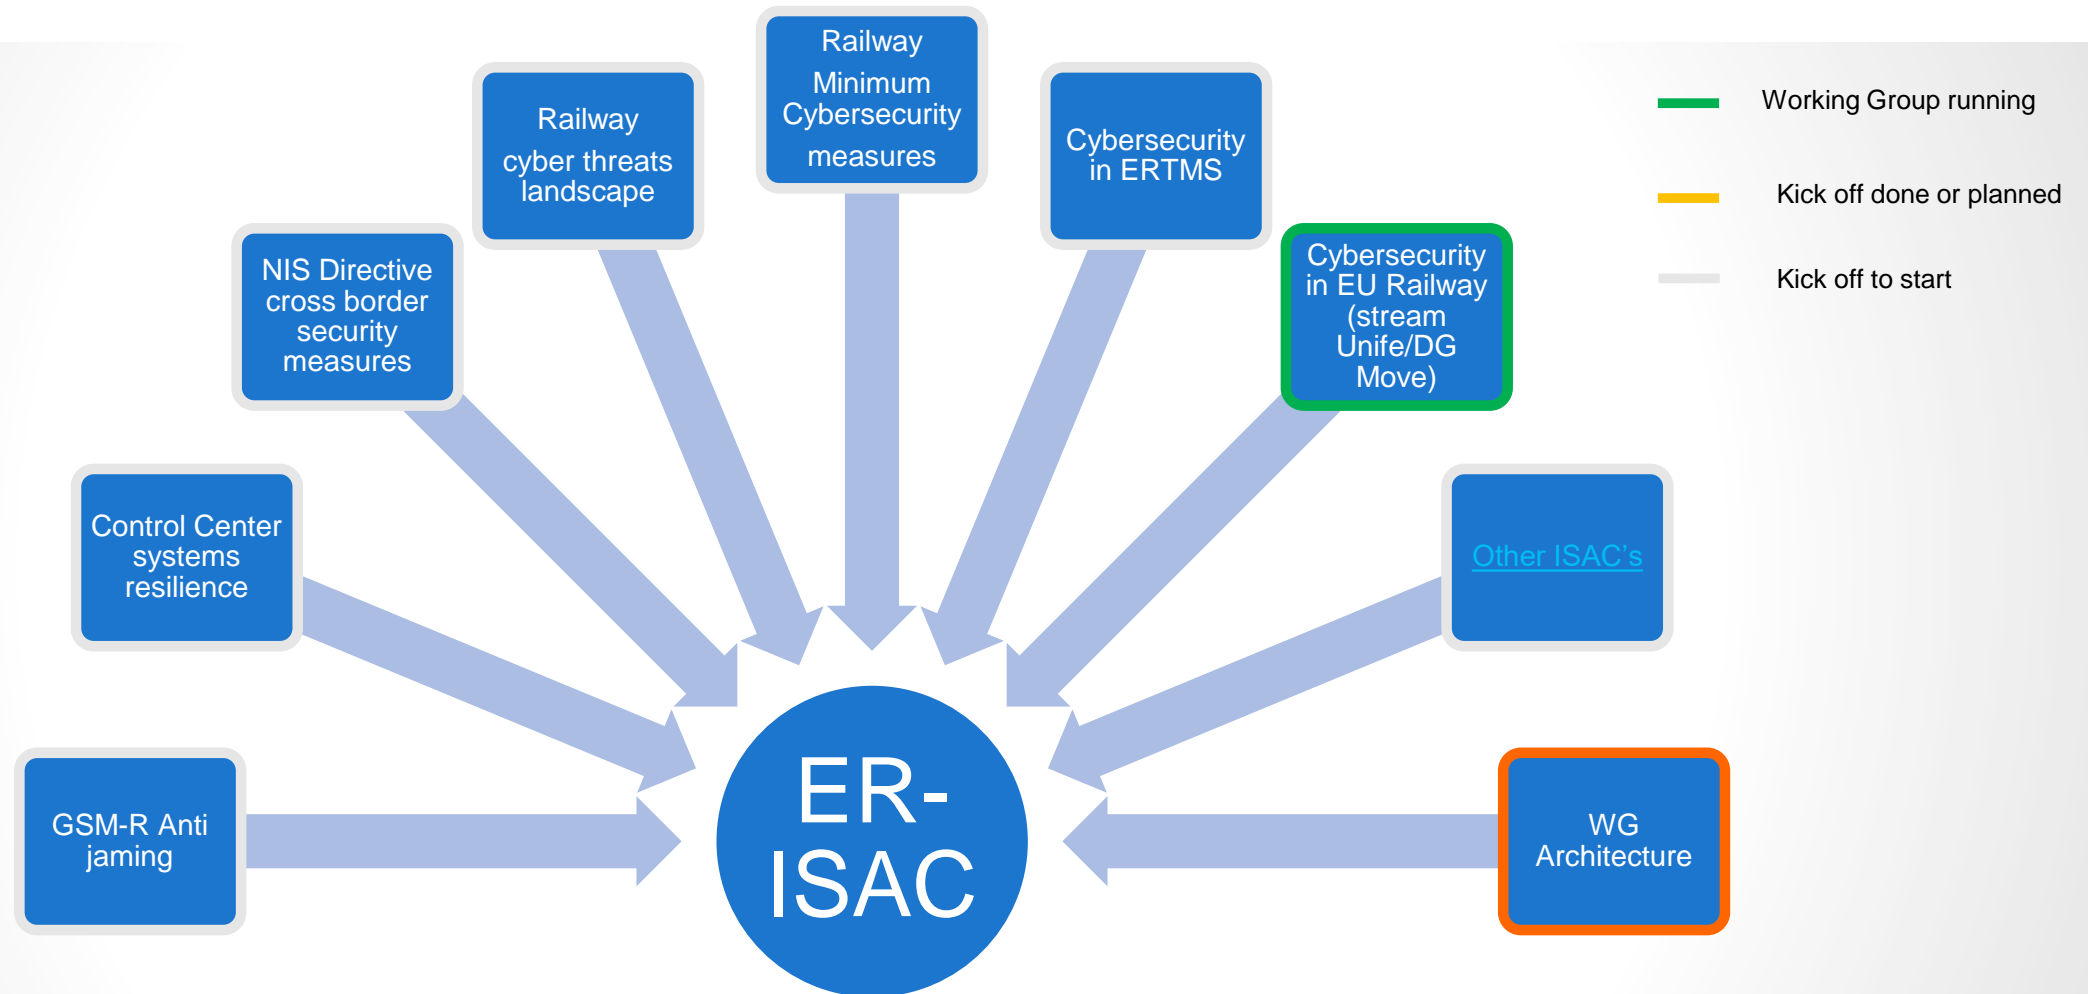 Railway
Minimum
Cybersecurity
measures
Railway
cyber threats
landscape
Cybersecurity
in ERTMS
NIS Directive
cross border
security
measures
Cybersecurity
in EU Railway
(stream
Unife/DG
Move)
Control Center
systems
resilience
Other ISAC’s
GSM-R Anti
jaming
WG
Architecture
ER-
ISAC
Working Group running
Kick off done or planned
Kick off to start